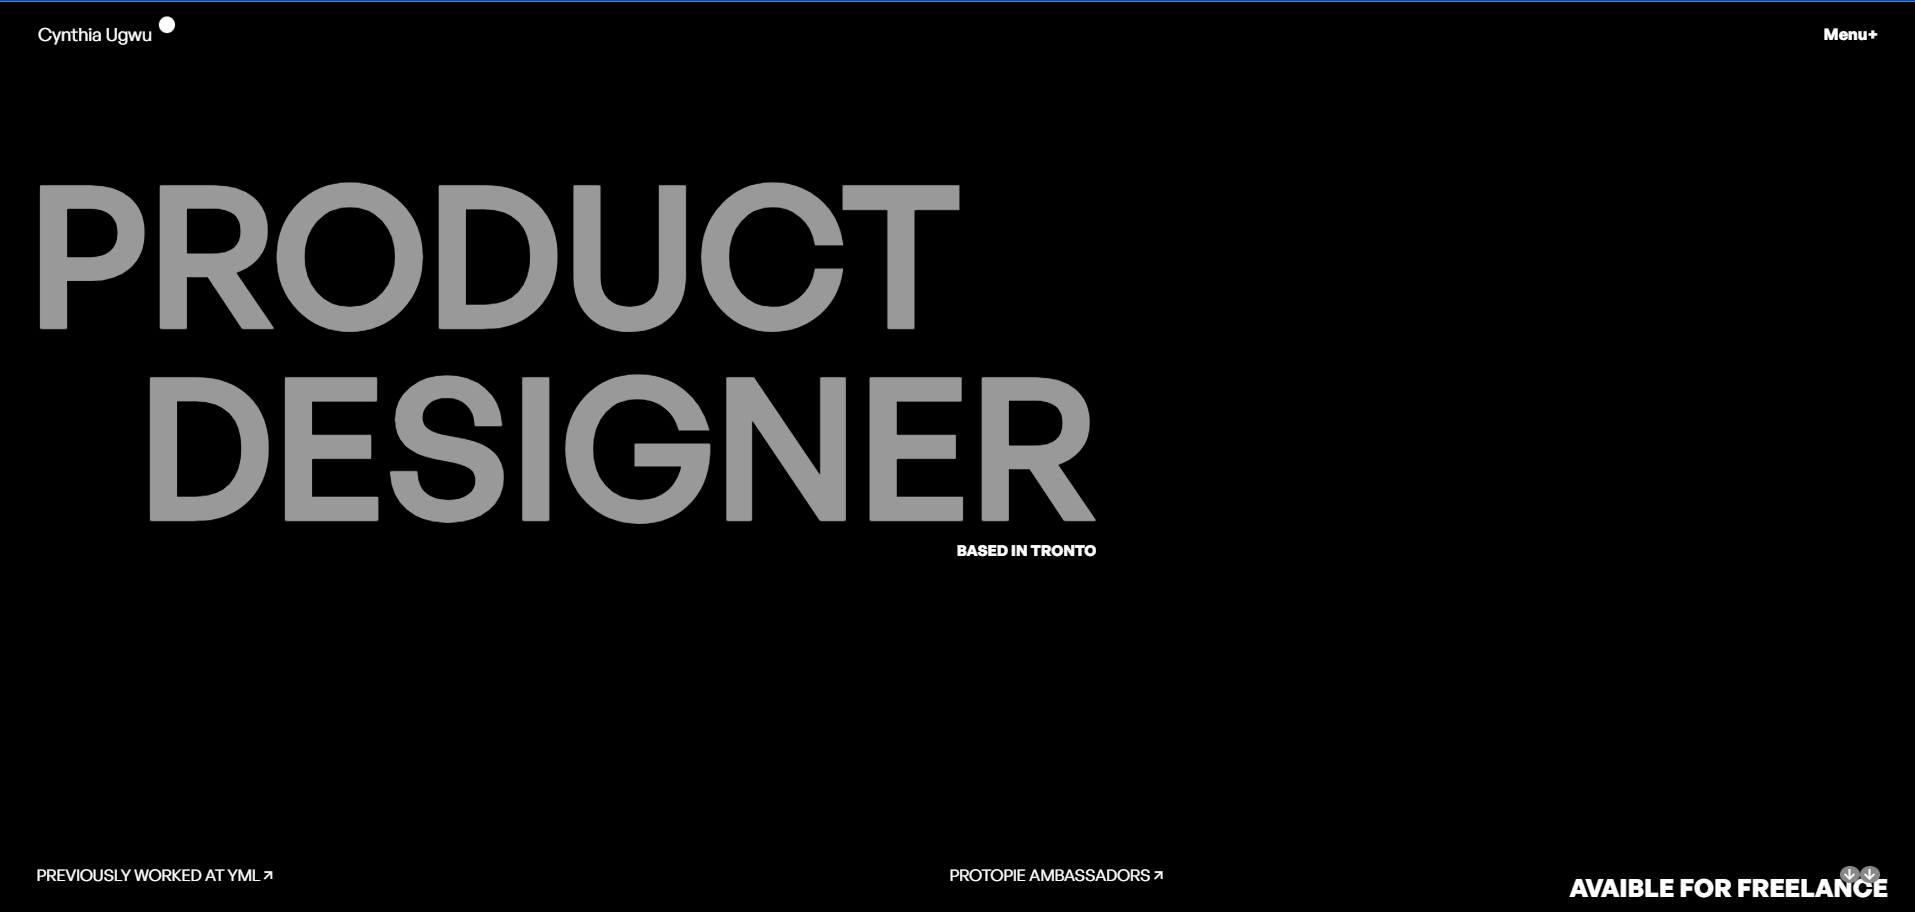 Cynthia Ugwu
Menu+
PRODUCT
DESIGNER
BASED IN TRONTO
PREVIOUSLY WORKED AT YML
PROTOPIE AMBASSADORS
AVAIBLE FOR FREELANCE